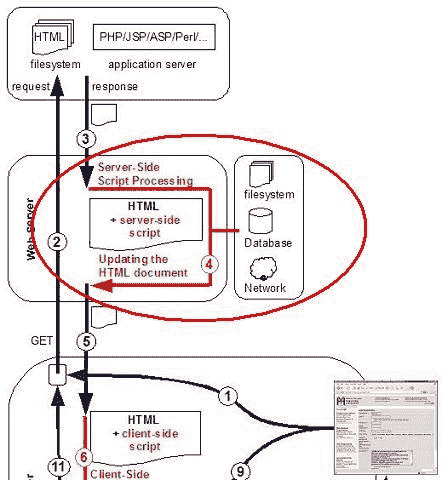 HTML
PHP/JSP/ASP/Perl/...
filesystem
application server
request
response
3
Server-Side
Script Processing
filesystem
HTML
+ server-side
script
Web-server
2
Database
Updating the
HTML document
4
Network
GET
5
1
HTML
+ client-side
script
6
11
9
Client-Side